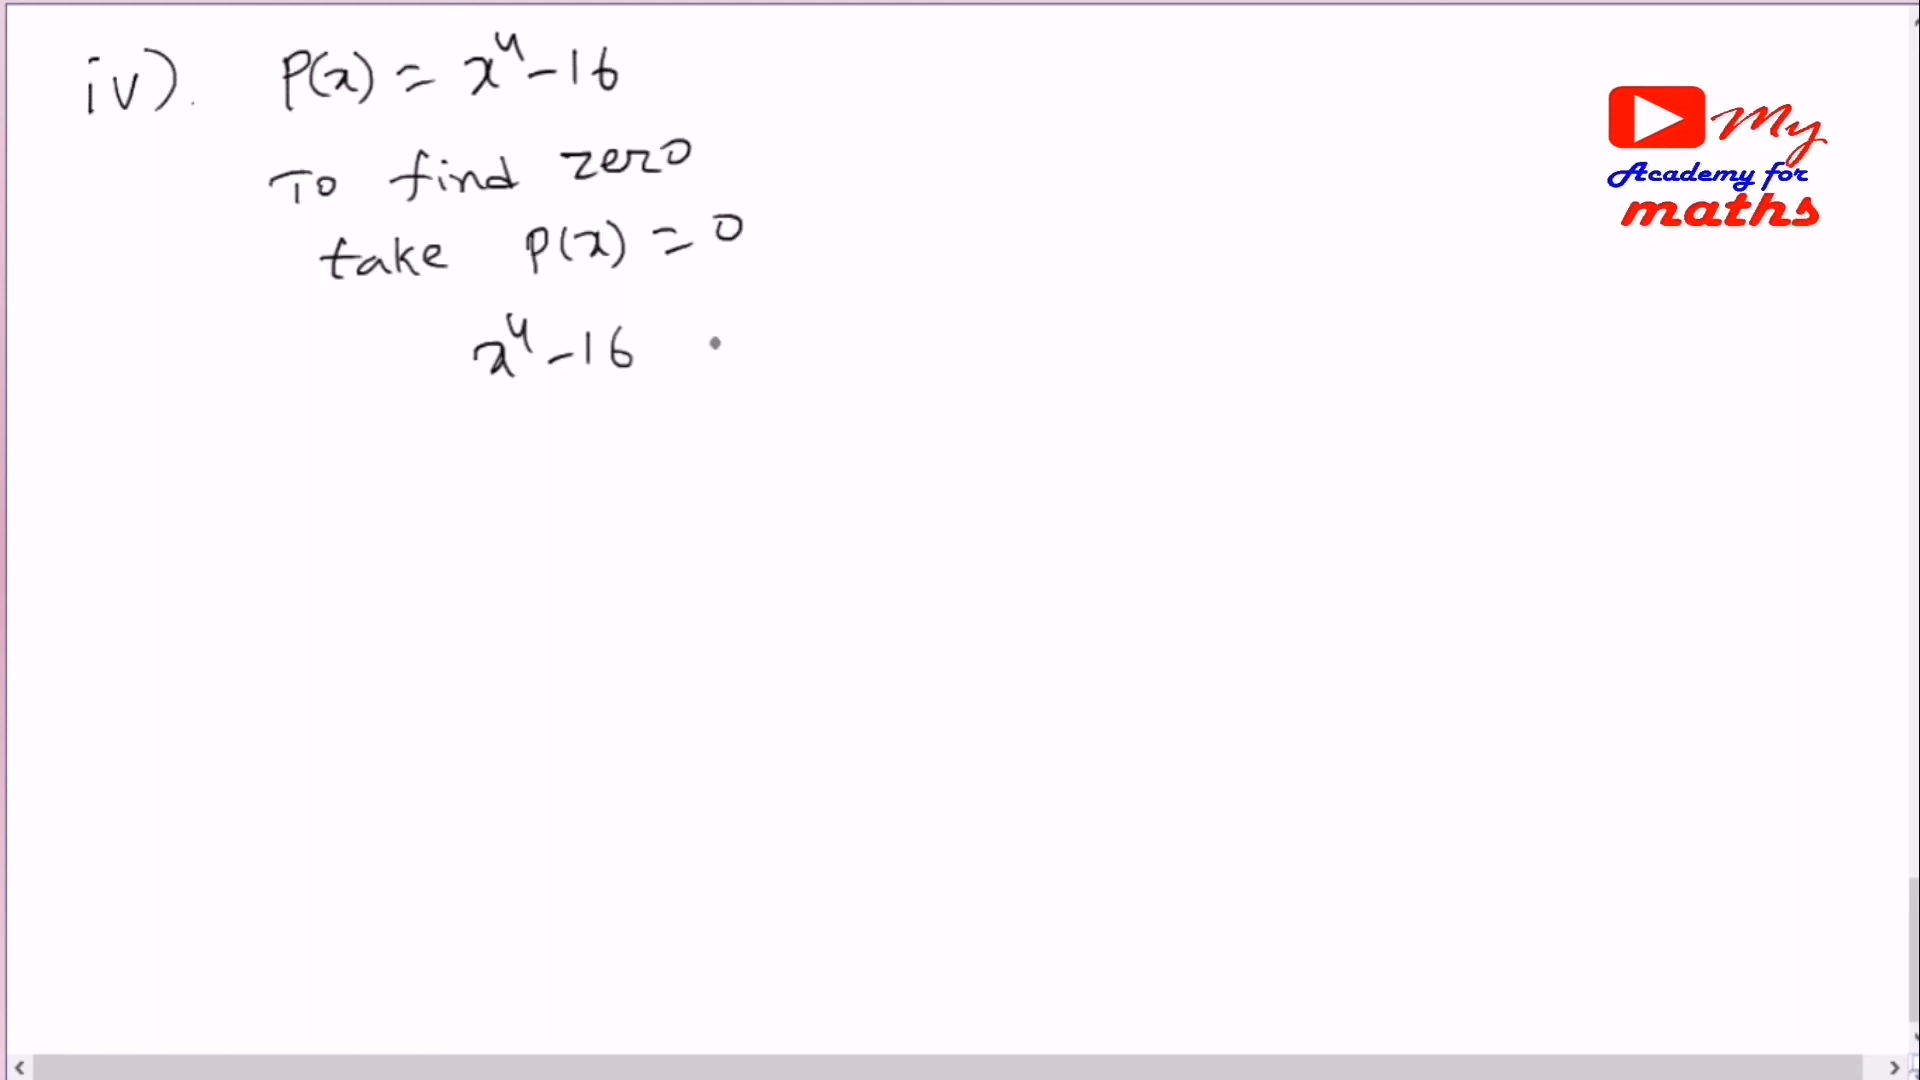 iv). P(x) = x⁴-16
To find zero
take P(x) = 0
x⁴-16
My
Academy for
maths